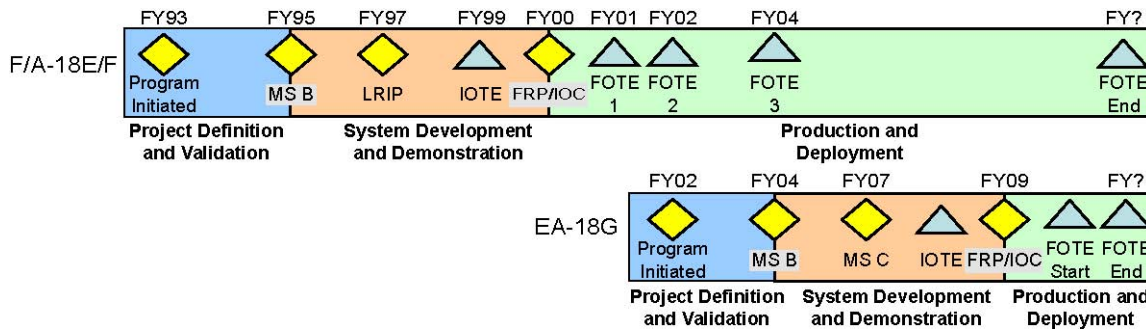 FY93 FY95 FY97 FY99 FY00 FY01 FY02 FY04 FY?
F/A-18E/F
Program
Initiated
MS B
LRIP
IOTE
FRP/IOC
FOTE
1
FOTE
2
FOTE
3
FOTE
End
Project Definition
and Validation
System Development
and Demonstration
Production and
Deployment
FY02 FY04 FY07 FY09 FY?
EA-18G
Program
Initiated
MS B
MS C
IOTE
FRP/IOC
FOTE
Start
FOTE
End
Project Definition
and Validation
System Development
and Demonstration
Production and
Deployment